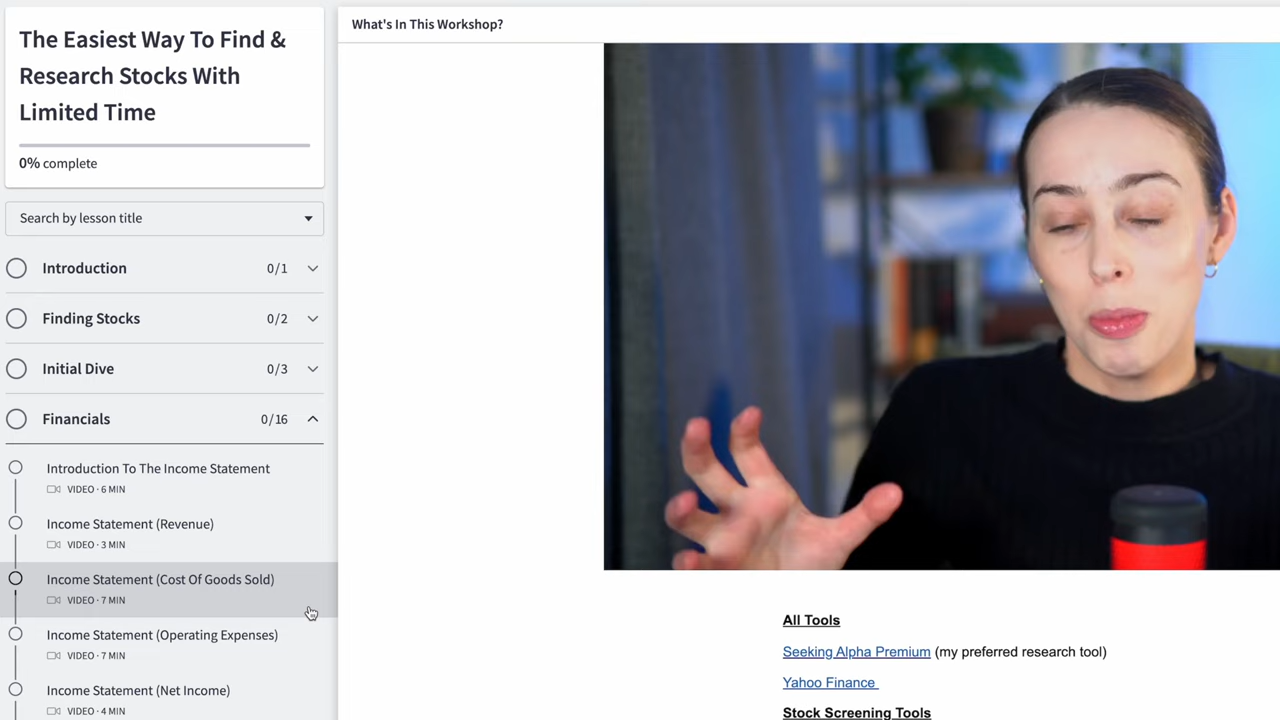 The Easiest Way To Find &
Research Stocks With
Limited Time
0% complete
Search by lesson title
Introduction 0/1
Finding Stocks 0/2
Initial Dive 0/3
Financials 0/16
Introduction To The Income Statement
VIDEO · 6 MIN
Income Statement (Revenue)
VIDEO · 3 MIN
Income Statement (Cost Of Goods Sold)
VIDEO · 7 MIN
Income Statement (Operating Expenses)
VIDEO · 7 MIN
Income Statement (Net Income)
VIDEO · 4 MIN
What's In This Workshop?
All Tools
Seeking Alpha Premium (my preferred research tool)
Yahoo Finance
Stock Screening Tools